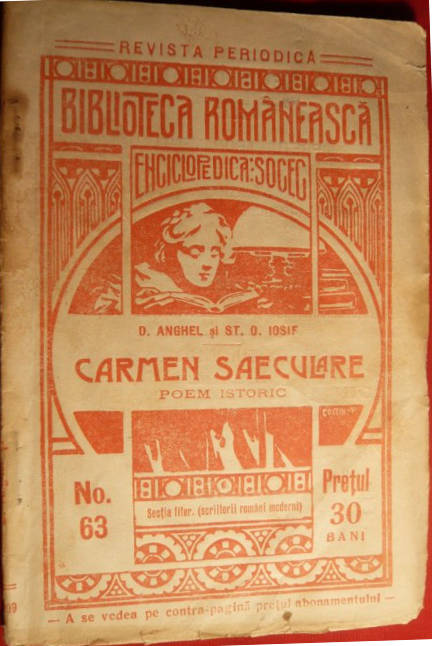 REVISTA PERIODICĂ
BIBLIOTECA ROMÂNEASCĂ
ENCICLOPEDICA:SOCEC
D. ANGHEL și ST. O. IOSIF
CARMEN SAECULARE
POEM ISTORIC
No.
63
Secția liter. (scriitorii români moderni)
Prețul
30
BANI
— A se vedea pe contra-pagină prețul abonamentului —